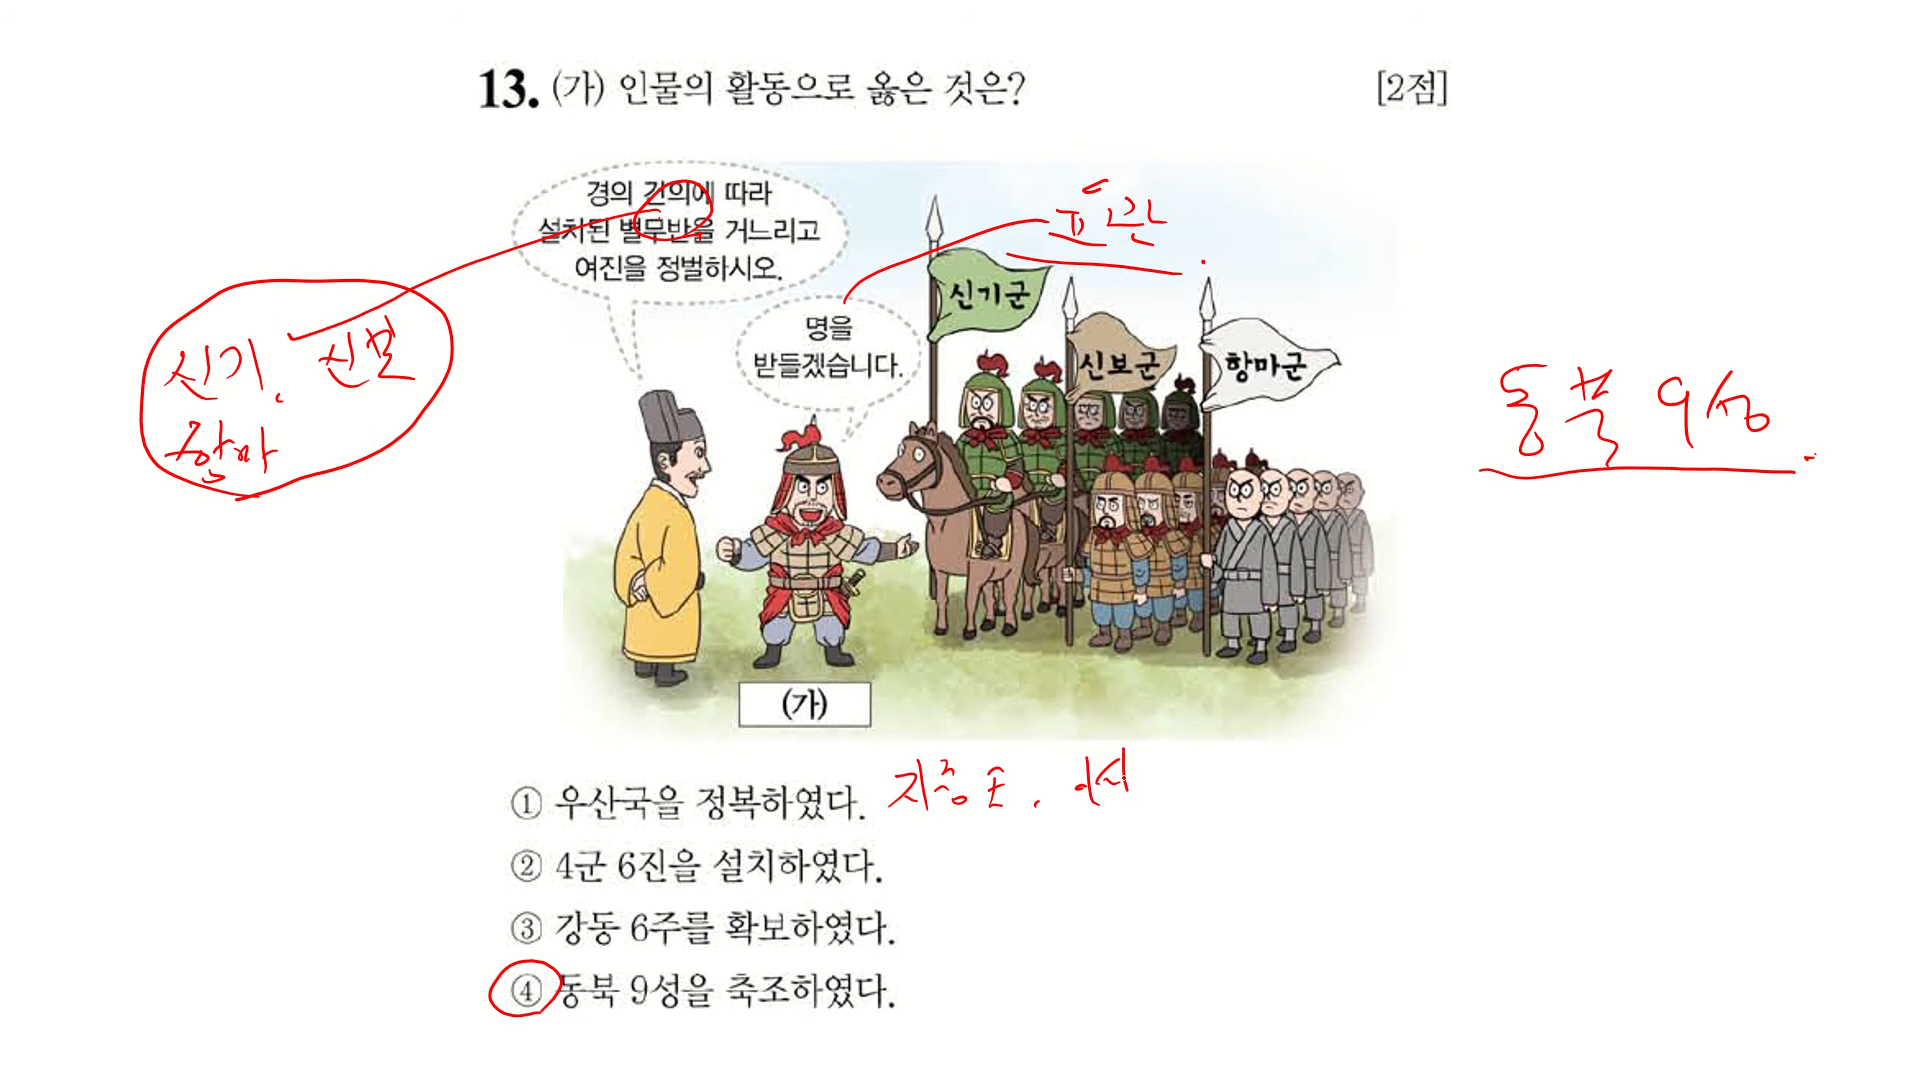 13. (가) 인물의 활동으로 옳은 것은? [2점]
경의 건의에 따라
설치된 별무반을 거느리고
여진을 정벌하시오.
명을
받들겠습니다.
윤관
신기군
신보군
항마군
신기, 신보
항마
동북 9성
(가)
① 우산국을 정복하였다.
지증
② 4군 6진을 설치하였다.
③ 강동 6주를 확보하였다.
④ 동북 9성을 축조하였다.